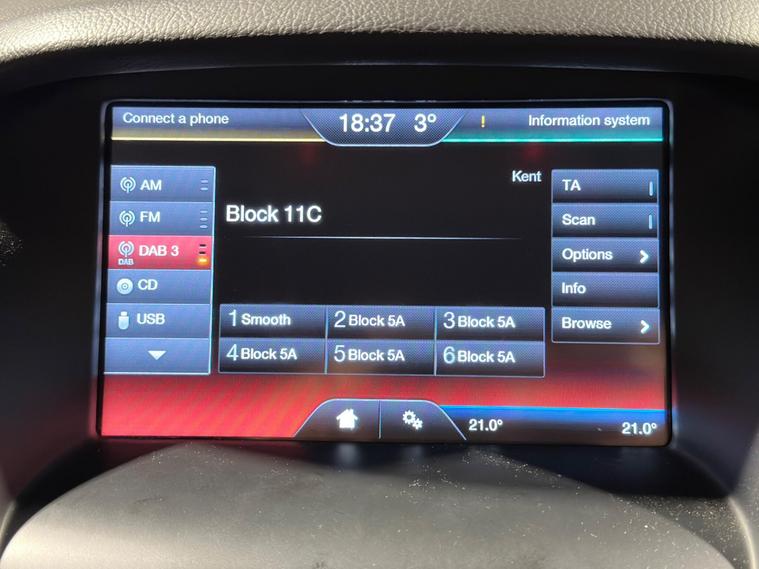 Connect a phone
18:37 3°
!
Information system
AM
FM
DAB
DAB 3
CD
USB
Kent
Block 11C
1 Smooth
2 Block 5A
3 Block 5A
4 Block 5A
5 Block 5A
6 Block 5A
TA
Scan
Options
Info
Browse
21.0°
21.0°